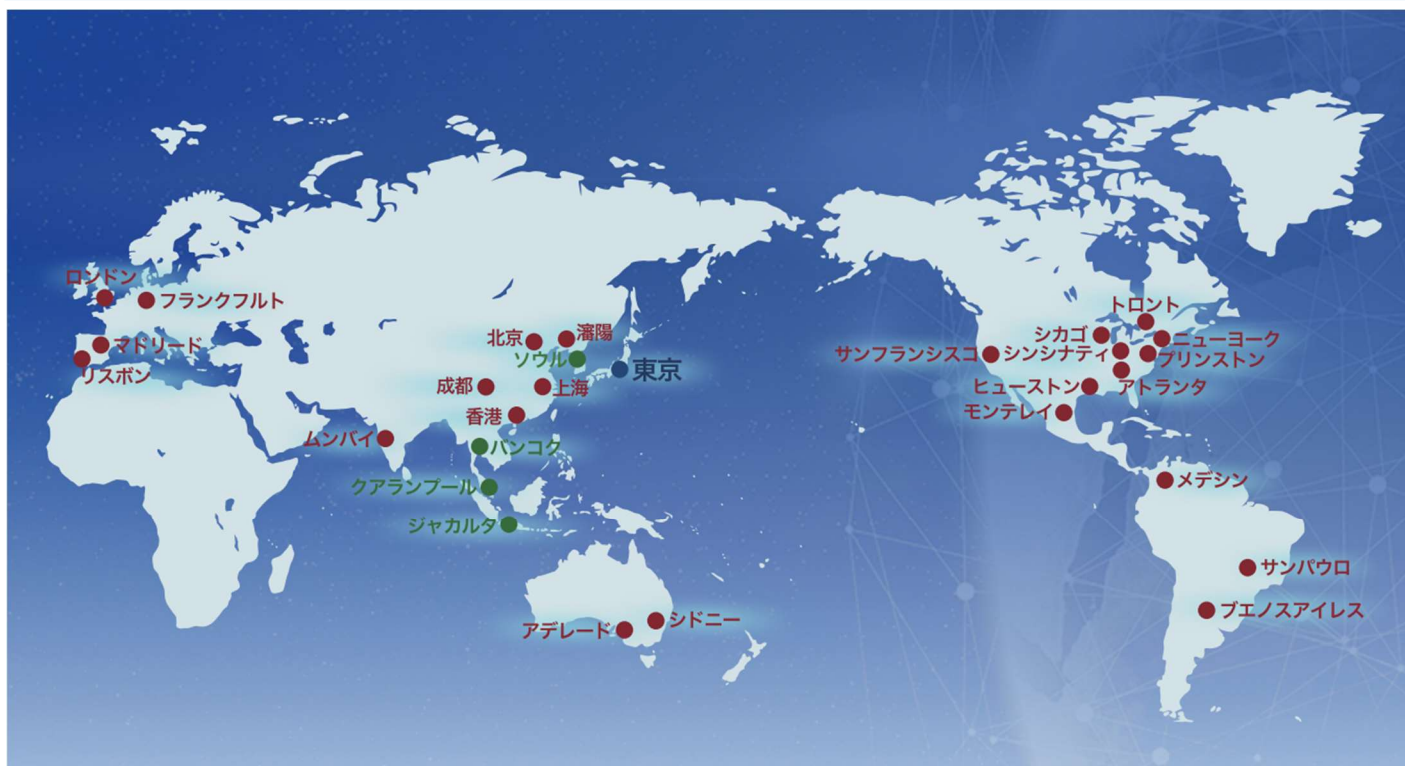 ロンドン
フランクフルト
マドリード
リスボン
北京
瀋陽
ソウル
東京
成都
上海
香港
ムンバイ
バンコク
クアランプール
ジャカルタ
アデレード
シドニー
トロント
シカゴ
ニューヨーク
サンフランシスコ
シンシナティ
プリンストン
ヒューストン
アトランタ
モンテレイ
メデシン
サンパウロ
ブエノスアイレス